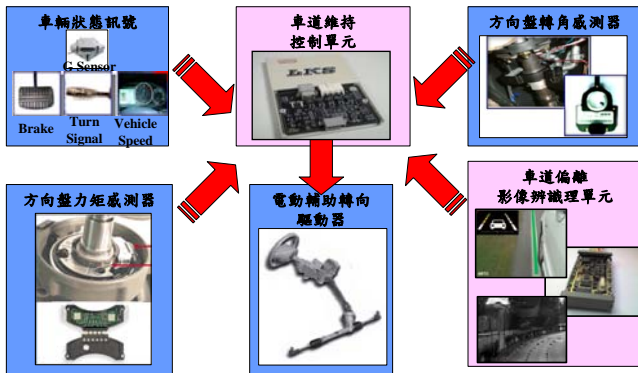 車輛狀態訊號
G Sensor
Brake
Turn
Signal
Vehicle
Speed
車道維持
控制單元
LKS
方向盤轉角感測器
方向盤力矩感測器
電動輔助轉向
驅動器
車道偏離
影像辨識理單元